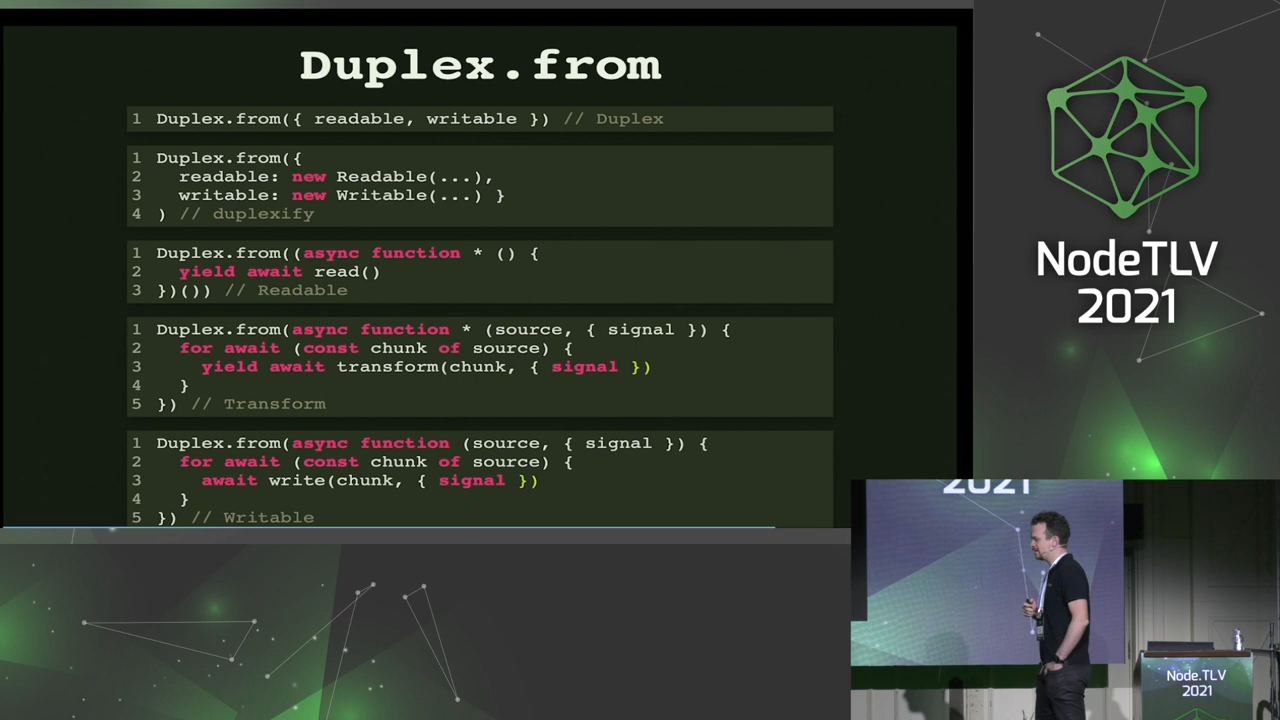 Duplex.from
1 Duplex.from({ readable, writable }) // Duplex
1 Duplex.from({
2 readable: new Readable(...),
3 writable: new Writable(...) }
4 ) // duplexify
1 Duplex.from((async function * () {
2 yield await read()
3 })()) // Readable
1 Duplex.from(async function * (source, { signal }) {
2 for await (const chunk of source) {
3 yield await transform(chunk, { signal })
4 }
5 }) // Transform
1 Duplex.from(async function (source, { signal }) {
2 for await (const chunk of source) {
3 await write(chunk, { signal })
4 }
5 }) // Writable
NodeTLV
2021
2021
Node.TLV
2021